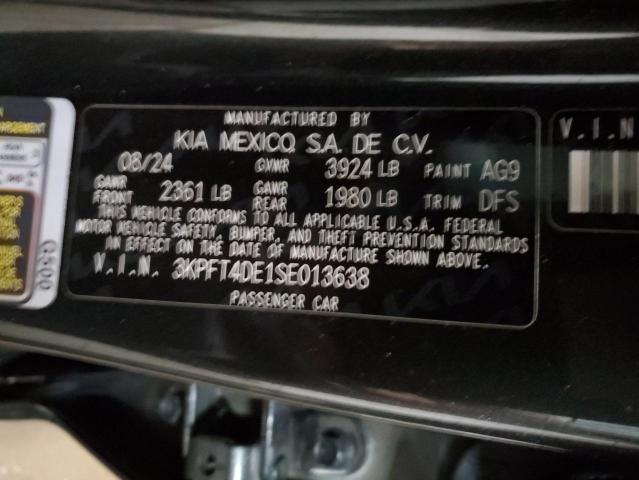 MANUFACTURED BY
KIA MEXICO, S.A. DE C.V.
08/24 GVWR 3924 LB PAINT AG9
GAWR FRONT 2361 LB GAWR REAR 1980 LB TRIM DFS
THIS VEHICLE CONFORMS TO ALL APPLICABLE U.S.A. FEDERAL
MOTOR VEHICLE SAFETY, BUMPER, AND THEFT PREVENTION STANDARDS
IN EFFECT ON THE DATE OF MANUFACTURE SHOWN ABOVE.
V.I.N. 3KPFT4DE1SE013638
PASSENGER CAR
V.I.N
G500